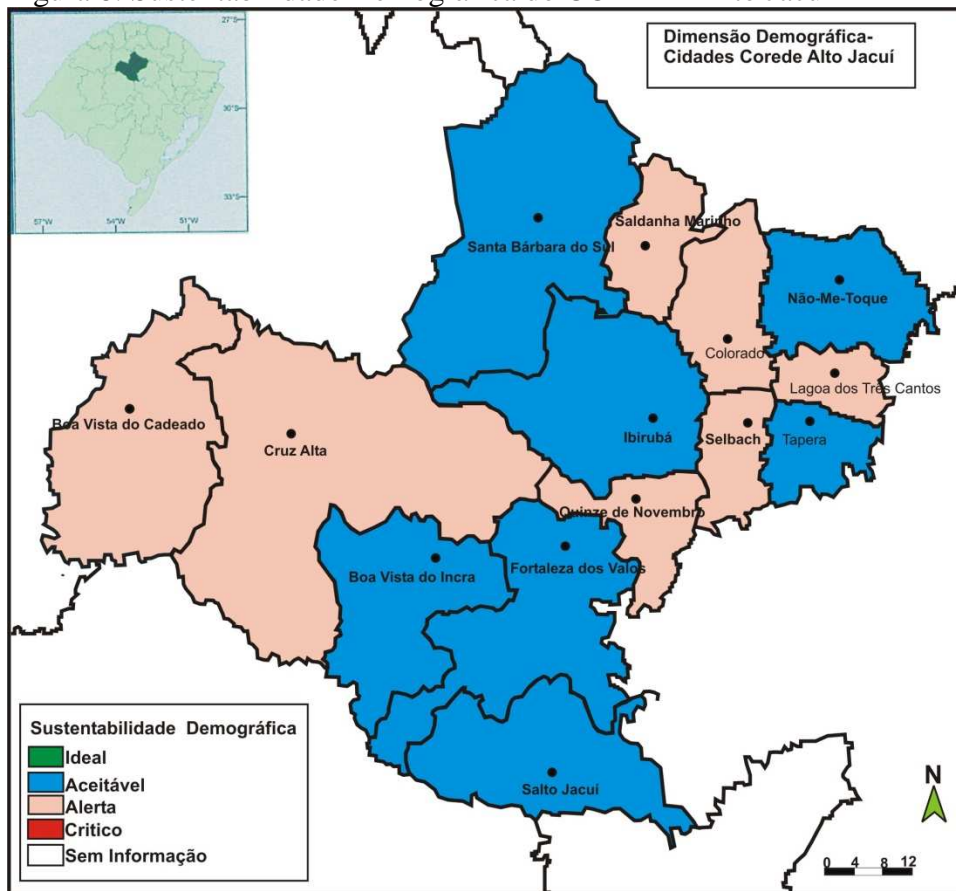 Dimensão Demográfica-
Cidades Corede Alto Jacuí
27°S
30°S
33°S
57°W
54°W
51°W
Saldanha Marinho
Santa Bárbara do Sul
Não-Me-Toque
Colorado
Lagoa dos Três Cantos
Boa Vista do Cadeado
Cruz Alta
Ibirubá
Selbach
Tapera
Quinze de Novembro
Boa Vista do Incra
Fortaleza dos Valos
Salto Jacuí
Sustentabilidade Demográfica
Ideal
Aceitável
Alerta
Critico
Sem Informação
N
0 4 8 12